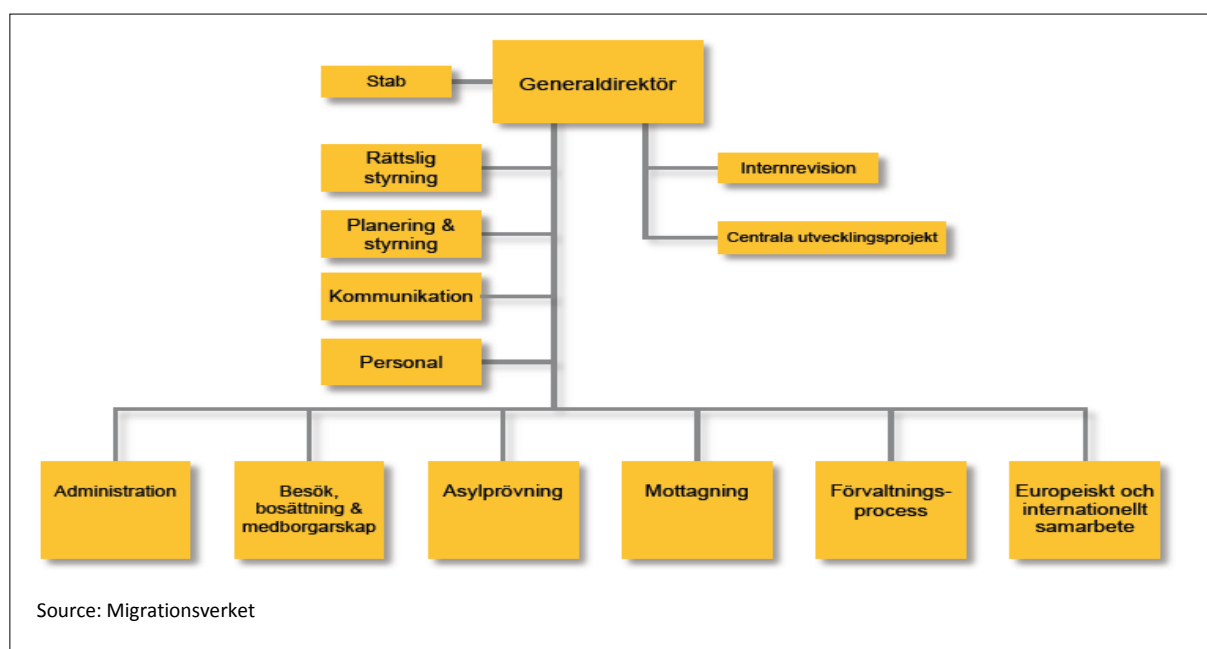 Stab
Generaldirektör
Rättslig
styrning
Planering &
styrning
Kommunikation
Personal
Internrevision
Centrala utvecklingsprojekt
Administration
Besök,
bosättning &
medborgarskap
Asylprövning
Mottagning
Förvaltnings-
process
Europeiskt och
internationellt
samarbete
Source: Migrationsverket